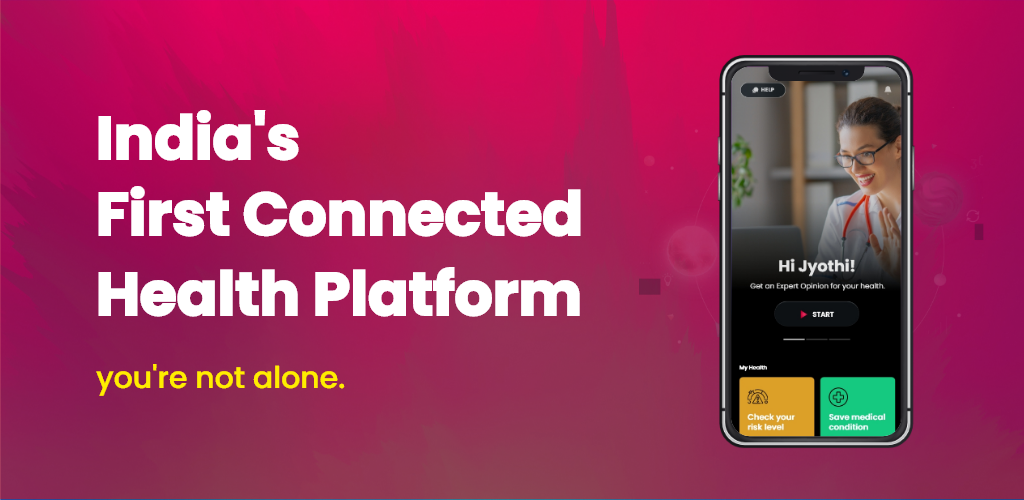 India's
First Connected
Health Platform
you're not alone.
HELP
Hi Jyothi!
Get an Expert Opinion for your health.
START
My Health
Check your
risk level
Save medical
condition